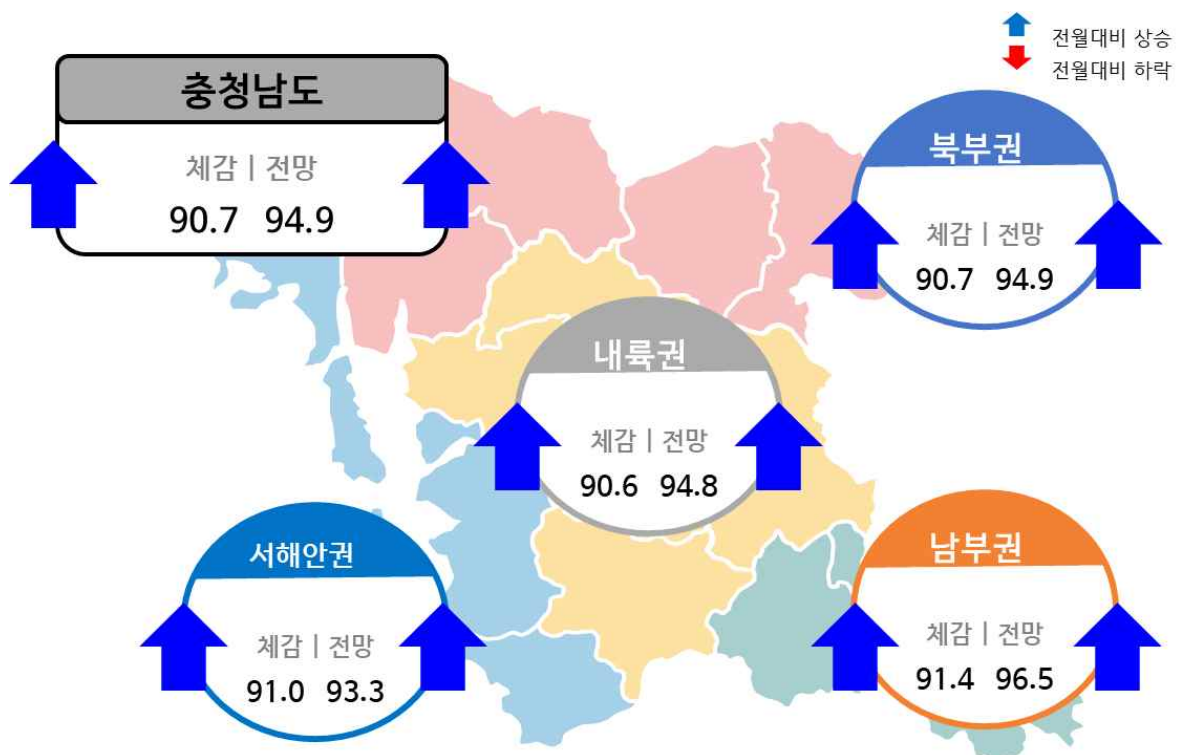 전월대비 상승
전월대비 하락
충청남도
체감 | 전망
90.7 94.9
북부권
체감 | 전망
90.7 94.9
내륙권
체감 | 전망
90.6 94.8
서해안권
체감 | 전망
91.0 93.3
남부권
체감 | 전망
91.4 96.5